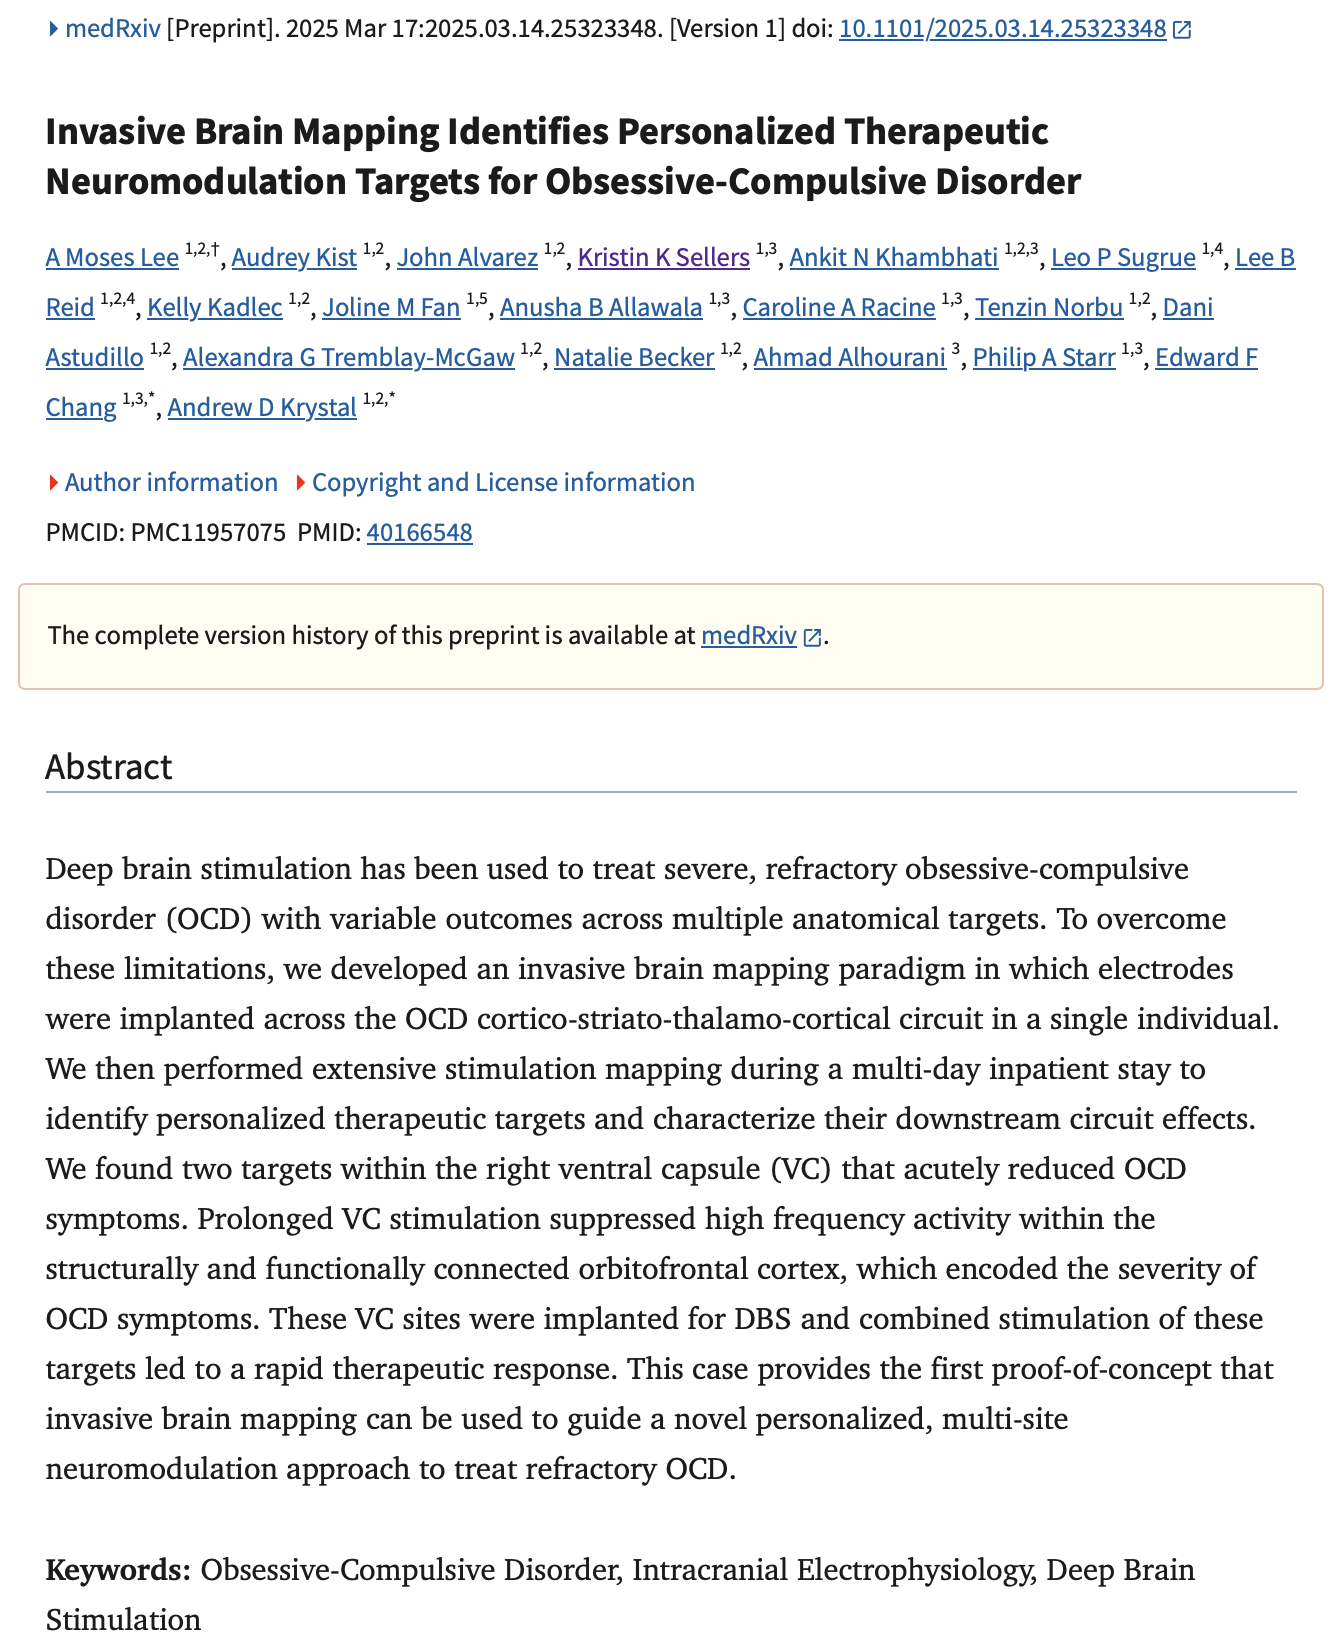 medRxiv [Preprint]. 2025 Mar 17:2025.03.14.25323348. [Version 1] doi: 10.1101/2025.03.14.25323348
Invasive Brain Mapping Identifies Personalized Therapeutic
Neuromodulation Targets for Obsessive-Compulsive Disorder
A Moses Lee 1,2,†, Audrey Kist 1,2, John Alvarez 1,2, Kristin K Sellers 1,3, Ankit N Khambhati 1,2,3, Leo P Sugrue 1,4, Lee B
Reid 1,2,4, Kelly Kadlec 1,2, Joline M Fan 1,5, Anusha B Allawala 1,3, Caroline A Racine 1,3, Tenzin Norbu 1,2, Dani
Astudillo 1,2, Alexandra G Tremblay-McGaw 1,2, Natalie Becker 1,2, Ahmad Alhourani 3, Philip A Starr 1,3, Edward F
Chang 1,3,*, Andrew D Krystal 1,2,*
Author information Copyright and License information
PMCID: PMC11957075 PMID: 40166548
The complete version history of this preprint is available at medRxiv.
Abstract
Deep brain stimulation has been used to treat severe, refractory obsessive-compulsive
disorder (OCD) with variable outcomes across multiple anatomical targets. To overcome
these limitations, we developed an invasive brain mapping paradigm in which electrodes
were implanted across the OCD cortico-striato-thalamo-cortical circuit in a single individual.
We then performed extensive stimulation mapping during a multi-day inpatient stay to
identify personalized therapeutic targets and characterize their downstream circuit effects.
We found two targets within the right ventral capsule (VC) that acutely reduced OCD
symptoms. Prolonged VC stimulation suppressed high frequency activity within the
structurally and functionally connected orbitofrontal cortex, which encoded the severity of
OCD symptoms. These VC sites were implanted for DBS and combined stimulation of these
targets led to a rapid therapeutic response. This case provides the first proof-of-concept that
invasive brain mapping can be used to guide a novel personalized, multi-site
neuromodulation approach to treat refractory OCD.
Keywords: Obsessive-Compulsive Disorder, Intracranial Electrophysiology, Deep Brain
Stimulation